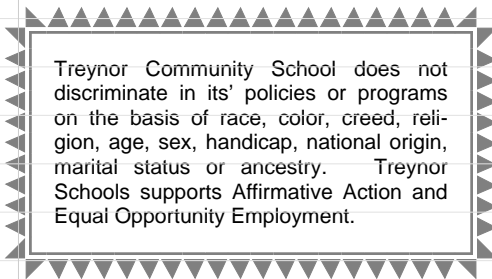 Treynor Community School does not
discriminate in its' policies or programs
on the basis of race, color, creed, reli-
gion, age, sex, handicap, national origin,
marital status or ancestry. Treynor
Schools supports Affirmative Action and
Equal Opportunity Employment.